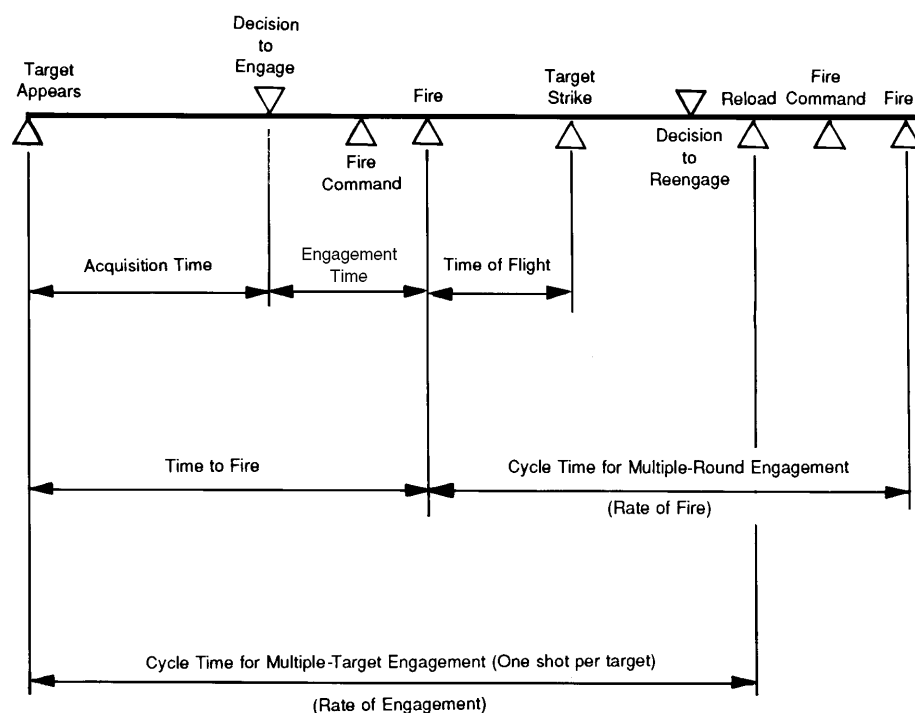 Target
Appears
Decision
to
Engage
Fire
Command
Fire
Target
Strike
Decision
to
Reengage
Reload
Fire
Command
Fire
Acquisition Time
Engagement
Time
Time of Flight
Time to Fire
Cycle Time for Multiple-Round Engagement
(Rate of Fire)
Cycle Time for Multiple-Target Engagement (One shot per target)
(Rate of Engagement)